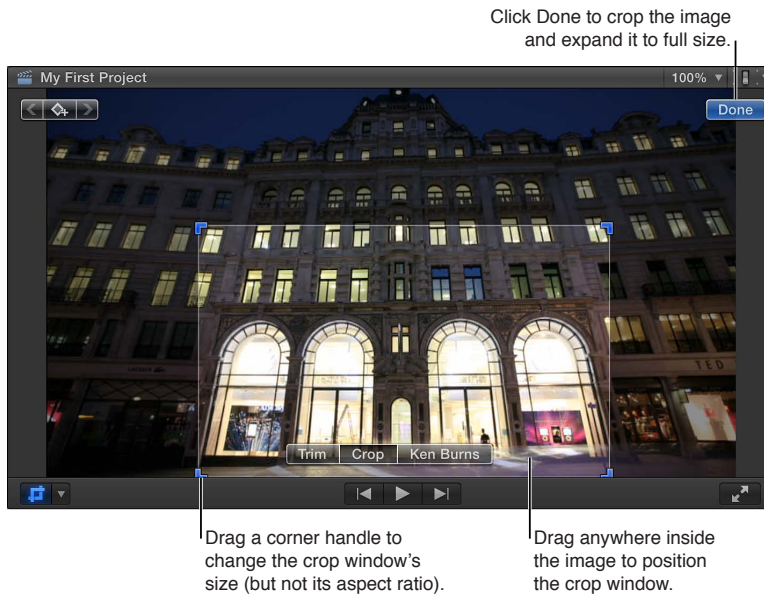 Click Done to crop the image
and expand it to full size.
My First Project
100%
Done
LACOSTE
TED
Trim Crop Ken Burns
Drag a corner handle to
change the crop window's
size (but not its aspect ratio).
Drag anywhere inside
the image to position
the crop window.